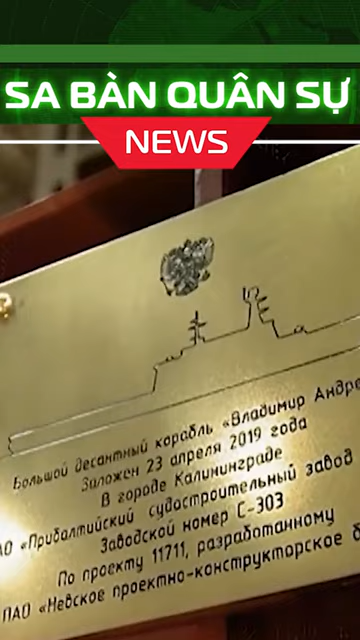 SA BÀN QUÂN SỰ
NEWS
Большой десантный корабль «Владимир Андре
Заложен 23 апреля 2019 года
В городе Калининграде
АО «Прибалтийский судостроительный завод
Заводской номер С-303
По проекту 11711, разработанному
ПАО «Невское проектно-конструкторское б